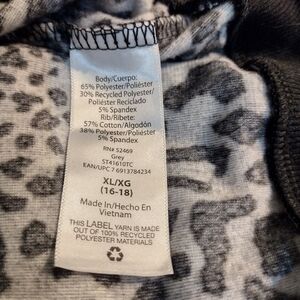 Body/Cuerpo:
65% Polyester/Poliéster
30% Recycled Polyester/
Poliéster Reciclado
5% Spandex
Rib/Ribete:
57% Cotton/Algodón
38% Polyester/Poliéster
5% Spandex
RN# 52469
Grey
ST41610TC
EAN/UPC 7 6913784234
XL/XG
(16-18)
Made In/Hecho En
Vietnam
THIS LABEL YARN IS MADE
OUT OF 100% RECYCLED
POLYESTER MATERIALS